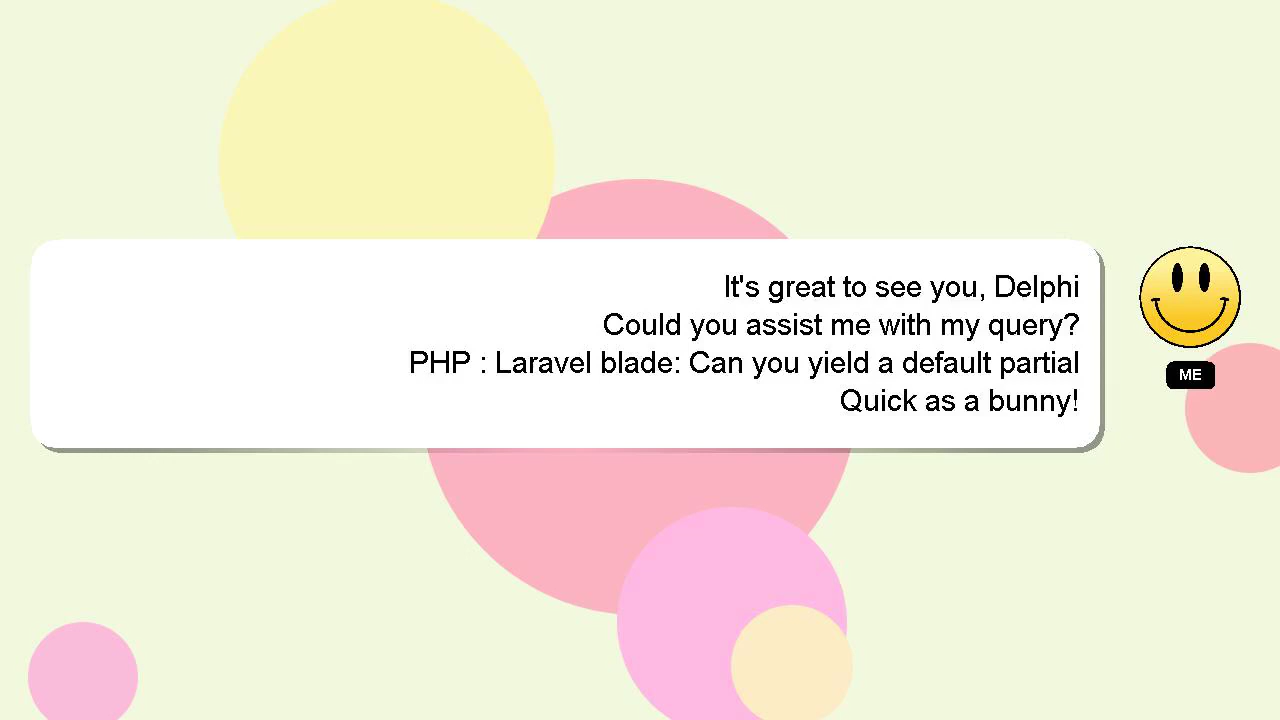 It's great to see you, Delphi
Could you assist me with my query?
PHP : Laravel blade: Can you yield a default partial
Quick as a bunny!
ME